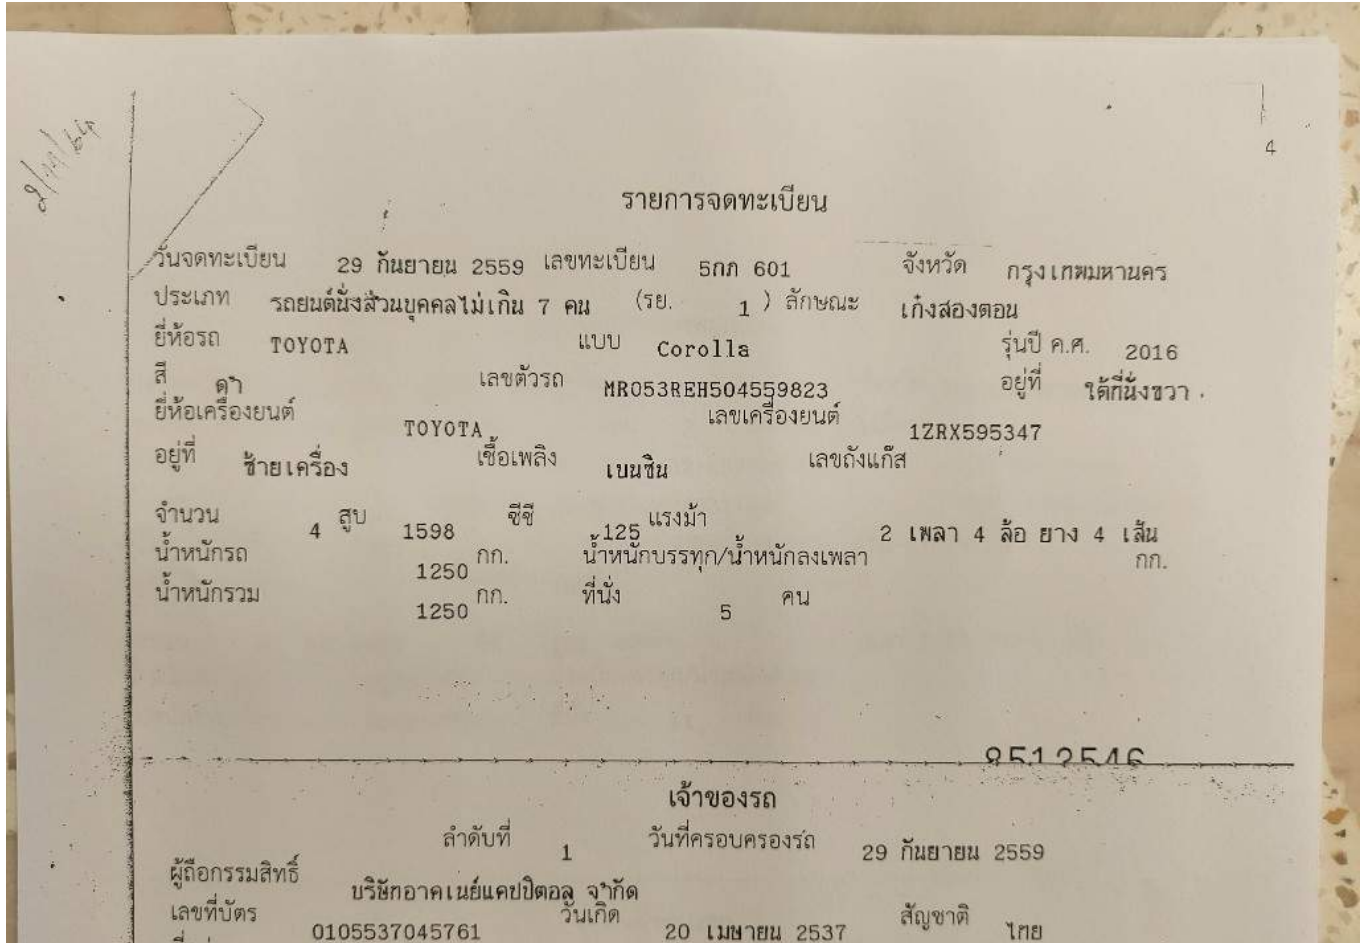 2/11/64
4
รายการจดทะเบียน
วันจดทะเบียน 29 กันยายน 2559 เลขทะเบียน 5กภ 601 จังหวัด กรุงเทพมหานคร
ประเภท รถยนต์นั่งส่วนบุคคลไม่เกิน 7 คน (รย. 1 ) ลักษณะ เก๋งสองตอน
ยี่ห้อรถ TOYOTA แบบ Corolla รุ่นปี ค.ศ. 2016
สี ดำ เลขตัวรถ MR053REH504559823 อยู่ที่ ใต้ที่นั่งขวา
ยี่ห้อเครื่องยนต์ TOYOTA เลขเครื่องยนต์ 1ZRX595347
อยู่ที่ ซ้ายเครื่อง เชื้อเพลิง เบนซิน เลขถังแก๊ส
จำนวน 4 สูบ 1598 ซีซี 125 แรงม้า 2 เพลา 4 ล้อ ยาง 4 เส้น
น้ำหนักรถ 1250 กก. น้ำหนักบรรทุก/น้ำหนักลงเพลา กก.
น้ำหนักรวม 1250 กก. ที่นั่ง 5 คน
8512546
เจ้าของรถ
ลำดับที่ 1 วันที่ครอบครองรถ 29 กันยายน 2559
ผู้ถือกรรมสิทธิ์ บริษัทอาคเนย์แคปปิตอล จำกัด
เลขที่บัตร 0105537045761 วันเกิด 20 เมษายน 2537 สัญชาติ ไทย